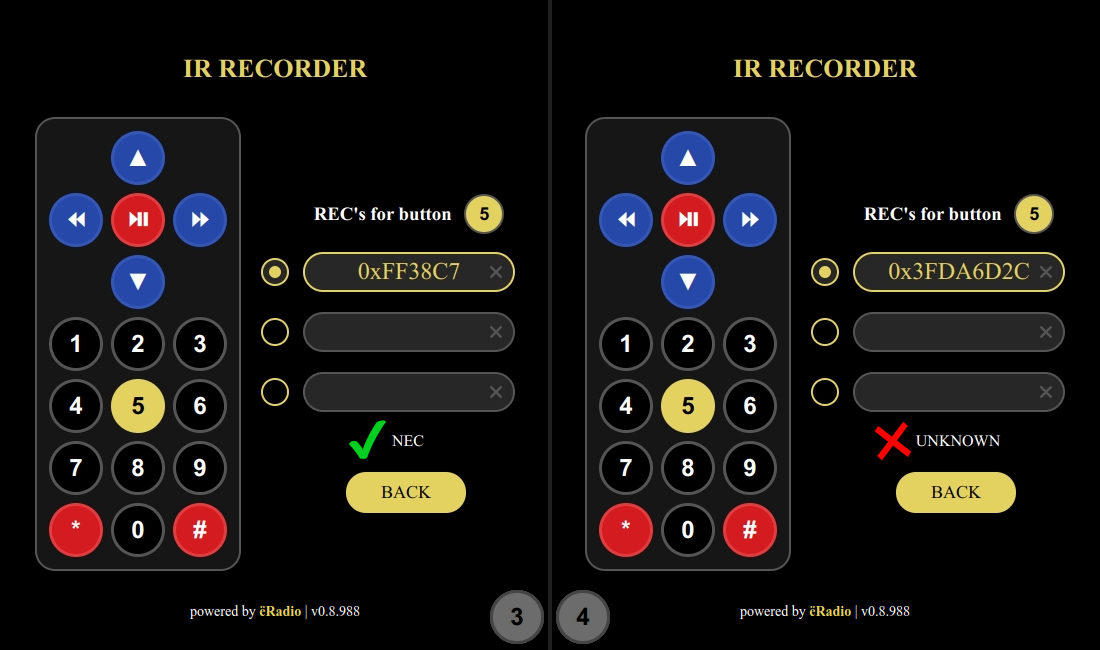 IR RECORDER
▲
REC's for button 5
0xFF38C7 ×
▼
×
1 2 3
×
4 5 6
NEC
7 8 9
BACK
* 0 #
powered by ëRadio | v0.8.988
3
IR RECORDER
▲
REC's for button 5
0x3FDA6D2C ×
▼
×
1 2 3
×
4 5 6
UNKNOWN
7 8 9
BACK
* 0 #
4
powered by ëRadio | v0.8.988